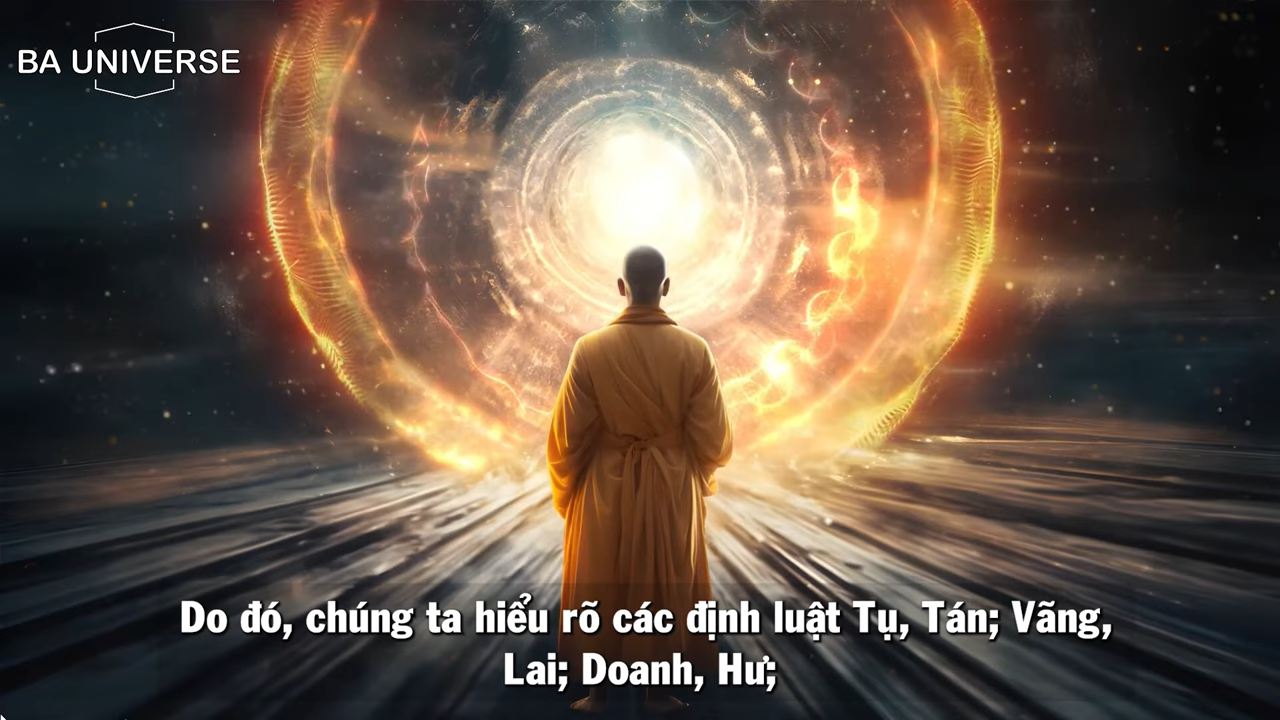 BA UNIVERSE
Do đó, chúng ta hiểu rõ các định luật Tụ, Tán; Vãng,
Lai; Doanh, Hư;